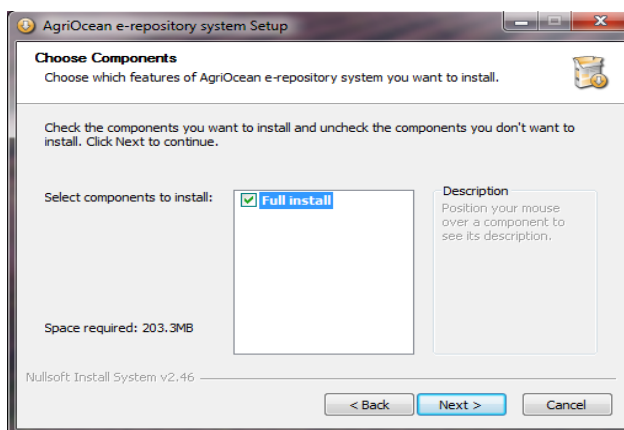 AgriOcean e-repository system Setup
Choose Components
Choose which features of AgriOcean e-repository system you want to install.
Check the components you want to install and uncheck the components you don't want to
install. Click Next to continue.
Select components to install:
Full install
Description
Position your mouse
over a component to
see its description.
Space required: 203.3MB
Nullsoft Install System v2.46
< Back
Next >
Cancel